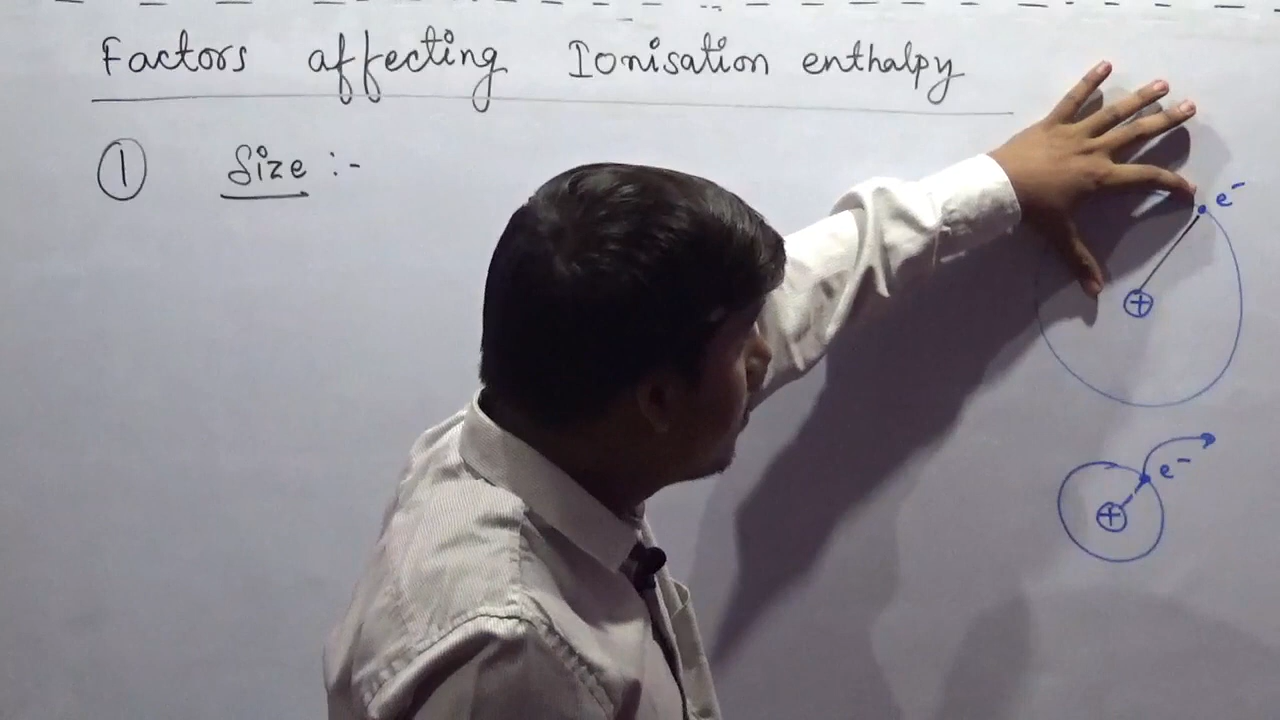 Factors affecting Ionisation enthalpy
① Size :-
e⁻
+
e⁻
+